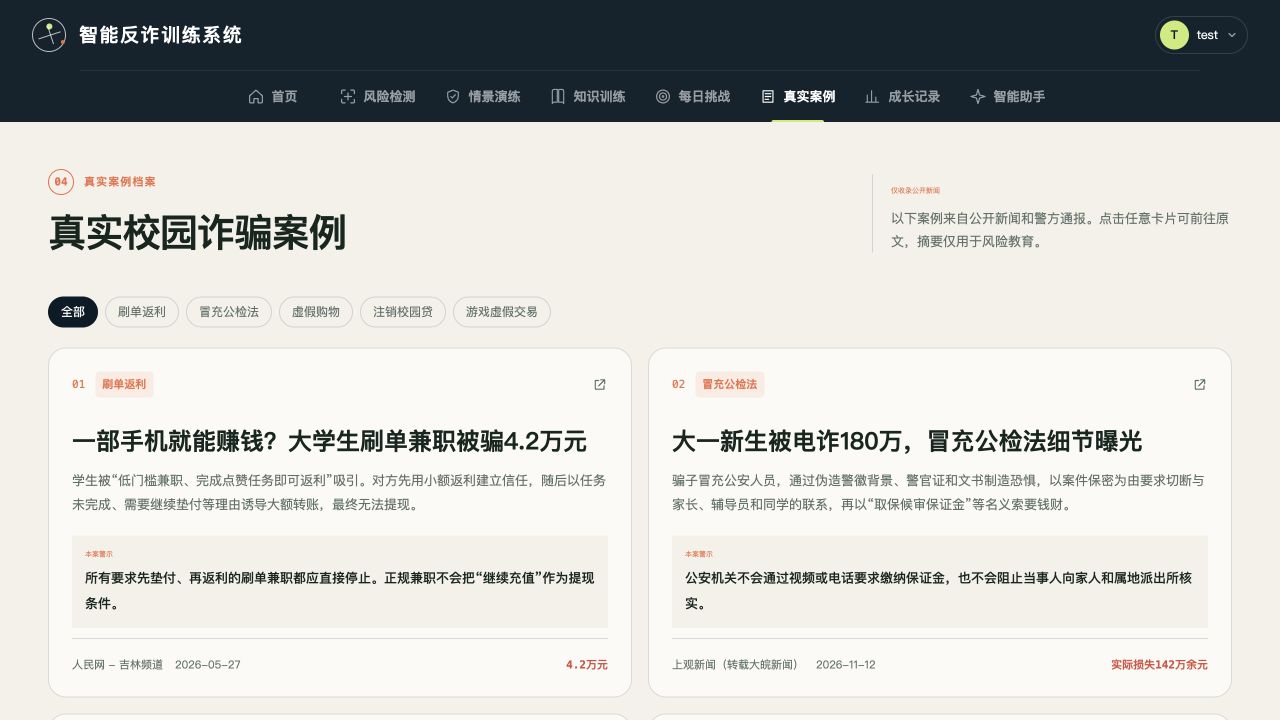 智能反诈训练系统
T test
首页 风险检测 情景演练 知识训练 每日挑战 真实案例 成长记录 智能助手
04 真实案例档案
真实校园诈骗案例
仅收录公开新闻
以下案例来自公开新闻和警方通报。点击任意卡片可前往原
文，摘要仅用于风险教育。
全部 刷单返利 冒充公检法 虚假购物 注销校园贷 游戏虚假交易
01 刷单返利
一部手机就能赚钱？大学生刷单兼职被骗4.2万元
学生被“低门槛兼职、完成点赞任务即可返利”吸引。对方先用小额返利建立信任，随后以任务
未完成、需要继续垫付等理由诱导大额转账，最终无法提现。
本案警示
所有要求先垫付、再返利的刷单兼职都应直接停止。正规兼职不会把“继续充值”作为提现
条件。
人民网 - 吉林频道 2026-05-27 4.2万元
02 冒充公检法
大一新生被电诈180万，冒充公检法细节曝光
骗子冒充公安人员，通过伪造警徽背景、警官证和文书制造恐惧，以案件保密为由要求切断与
家长、辅导员和同学的联系，再以“取保候审保证金”等名义索要钱财。
本案警示
公安机关不会通过视频或电话要求缴纳保证金，也不会阻止当事人向家人和属地派出所核
实。
上观新闻（转载大皖新闻） 2026-11-12 实际损失142万余元